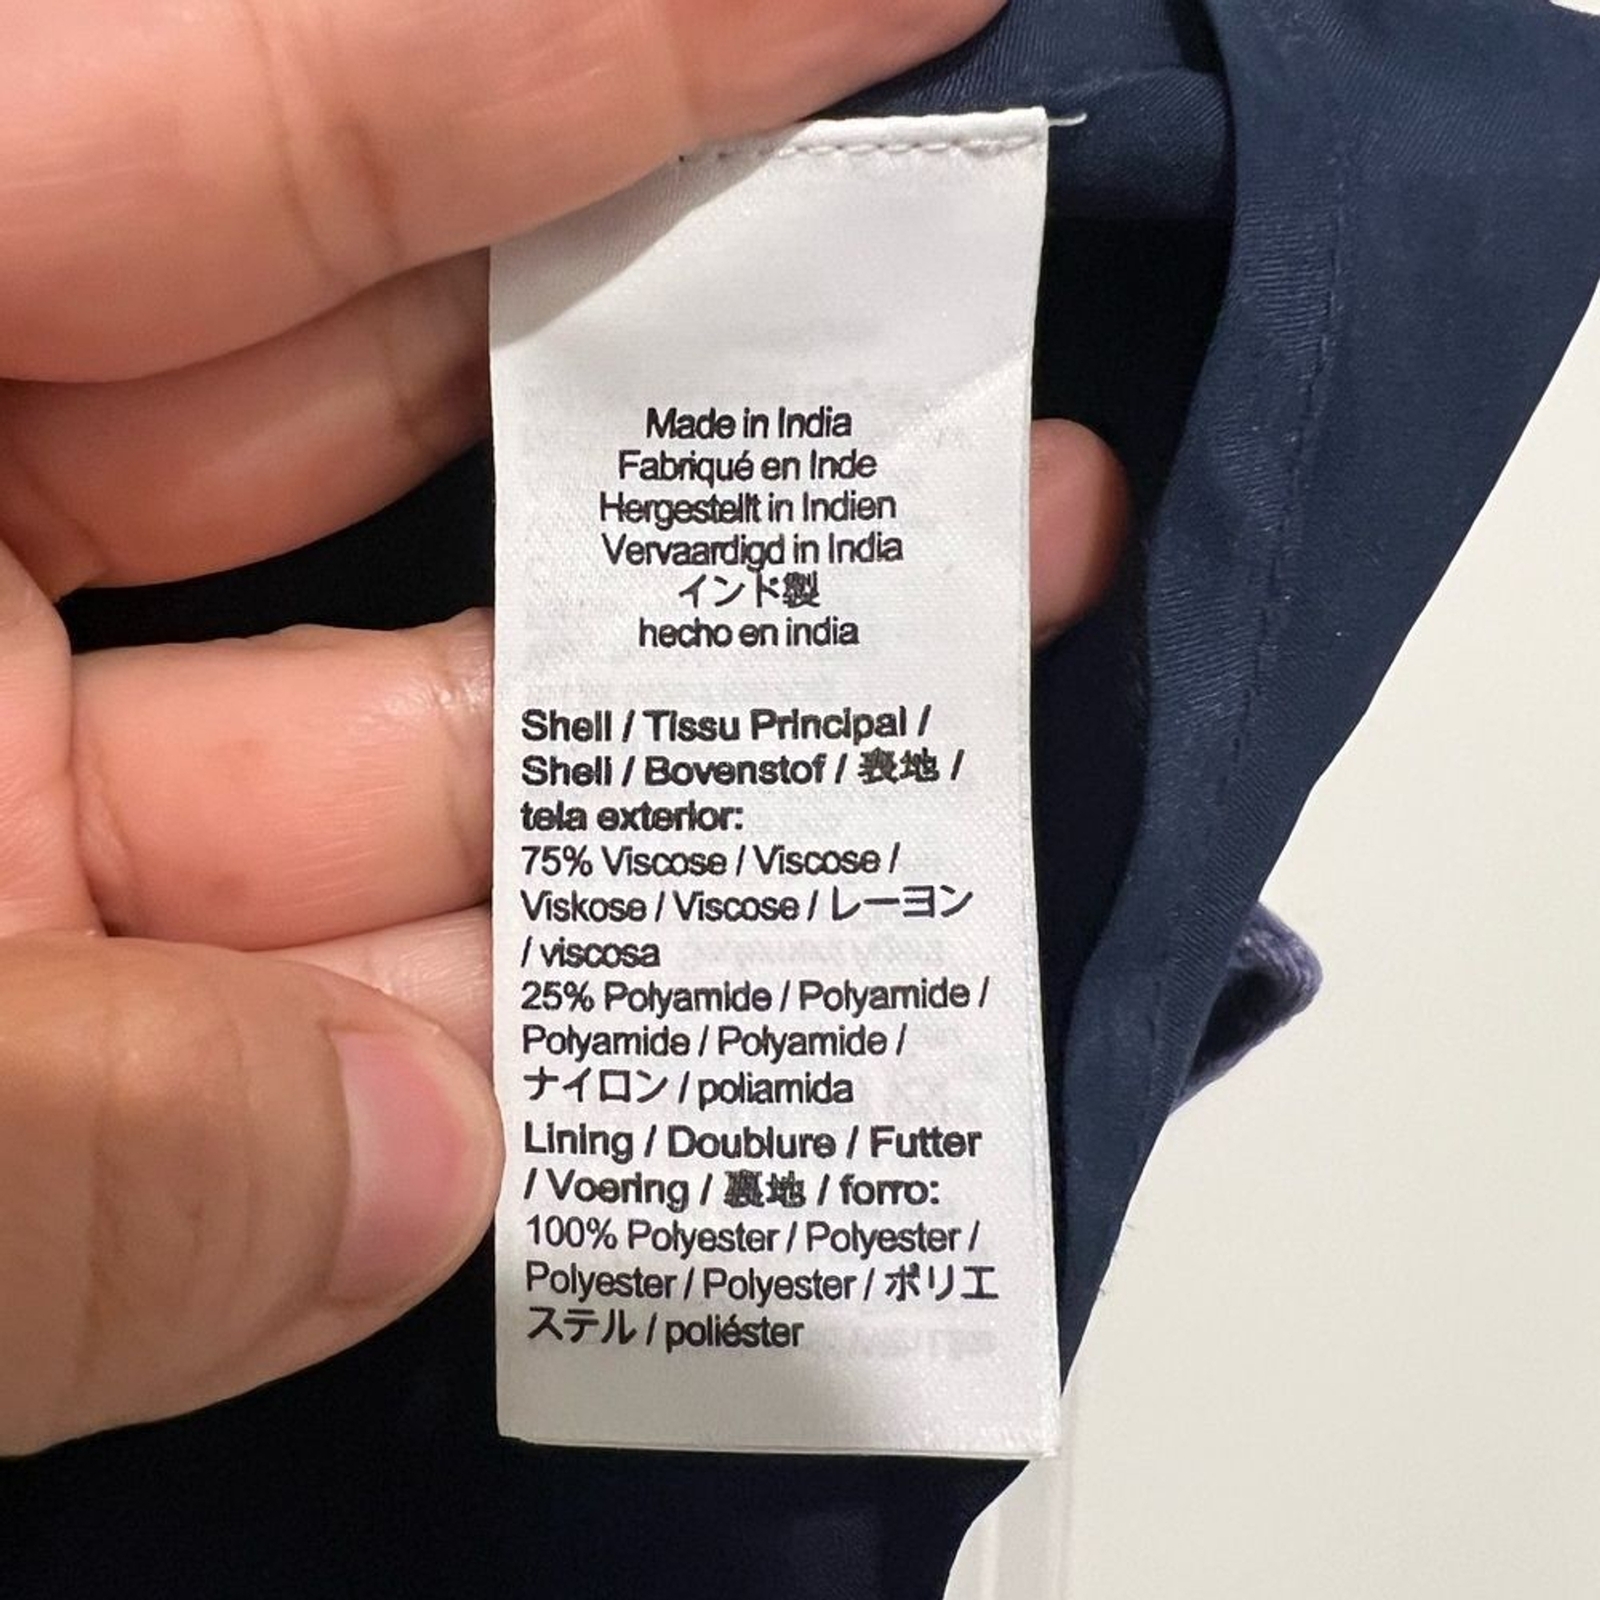 Made in India
Fabriqué en Inde
Hergestellt in Indien
Vervaardigd in India
インド製
hecho en india
Shell / Tissu Principal /
Shell / Bovenstof / 表地 /
tela exterior:
75% Viscose / Viscose /
Viskose / Viscose / レーヨン
/ viscosa
25% Polyamide / Polyamide /
Polyamide / Polyamide /
ナイロン / poliamida
Lining / Doublure / Futter
/ Voering / 裏地 / forro:
100% Polyester / Polyester /
Polyester / Polyester / ポリエ
ステル / poliéster